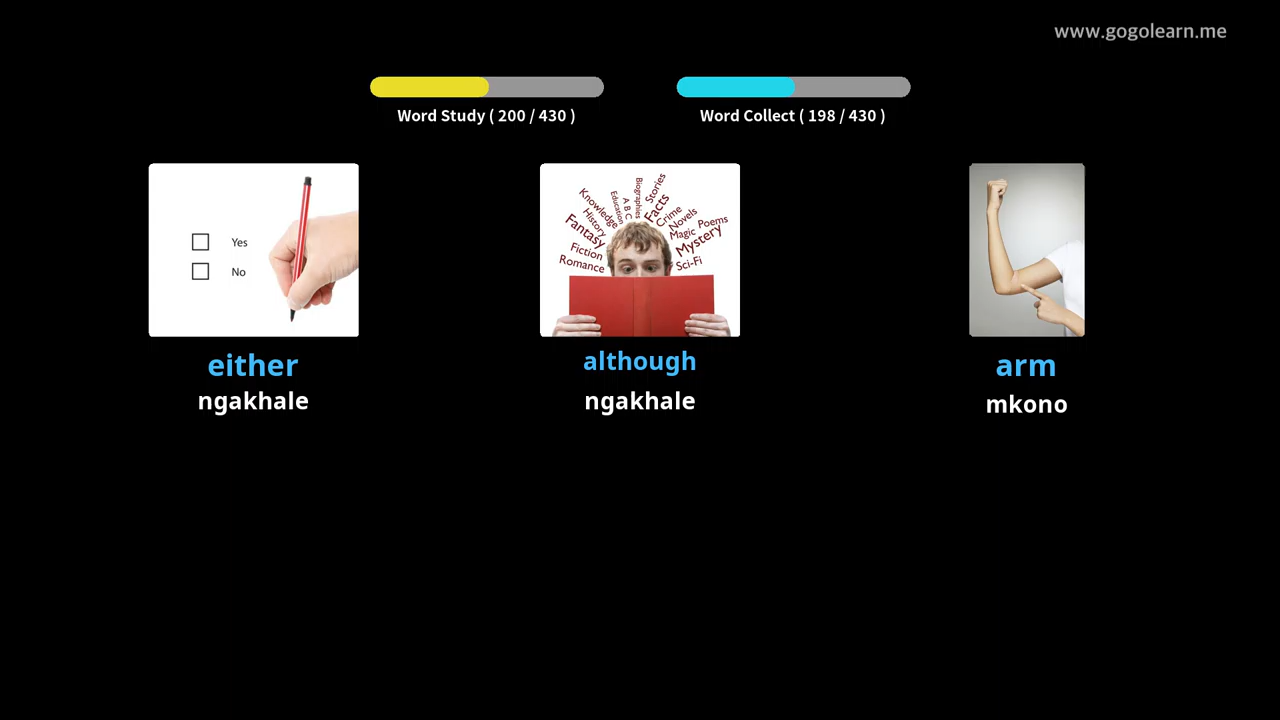 www.gogolearn.me
Word Study ( 200 / 430 )
Word Collect ( 198 / 430 )
Yes
No
Knowledge
History
Fantasy
Fiction
Romance
Education
A B C
Biographies
Stories
Facts
Crime
Novels
Magic
Poems
Mystery
Sci-Fi
either
ngakhale
although
ngakhale
arm
mkono